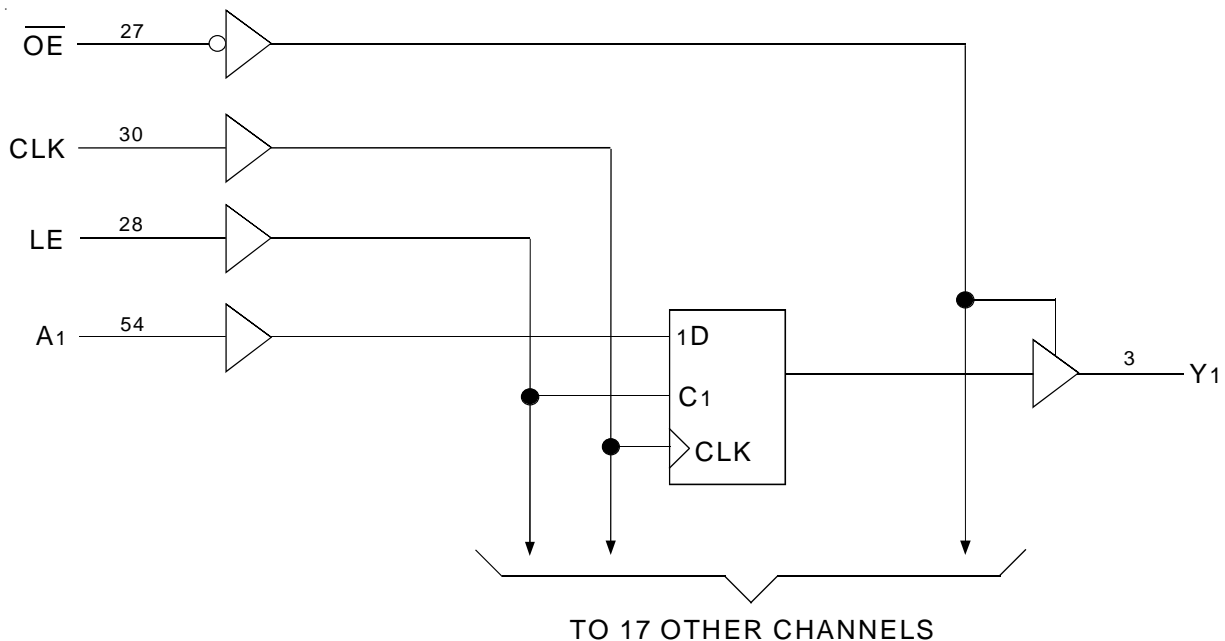 OE 27
CLK 30
LE 28
A1 54
1D
C1
CLK
3 Y1
TO 17 OTHER CHANNELS